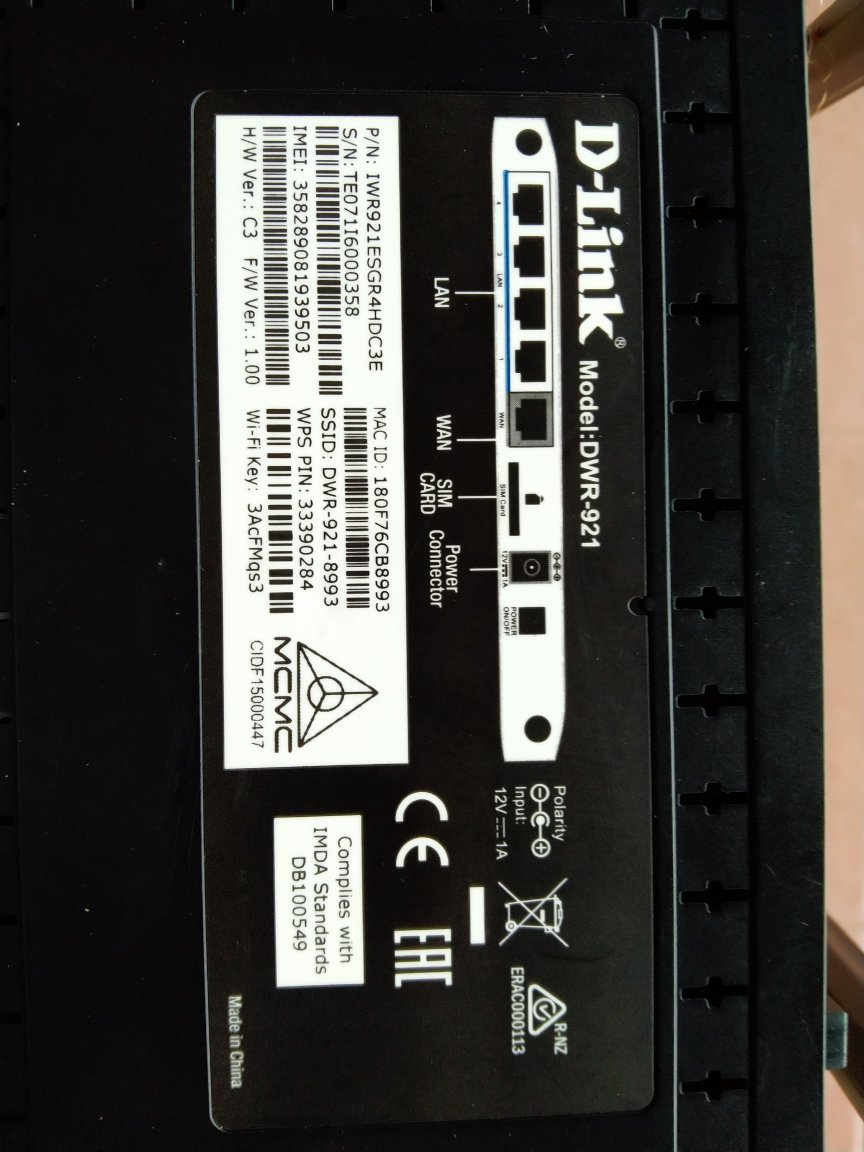 D-Link® Model:DWR-921
4 3 LAN 2 1 WAN SIM Card 12V⎓1A POWER ON/OFF
LAN
WAN
SIM
CARD
Power
Connector
Polarity
Input:
12V⎓1A
R-NZ
ERAC000113
P/N: IWR921ESGR4HDC3E
S/N: TE071I6000358
IMEI: 358289081939503
H/W Ver.: C3 F/W Ver.: 1.00
MAC ID: 180F76CB8993
SSID: DWR-921-8993
WPS PIN: 33390284
Wi-Fi Key: 3AcFMqs3
MCMC
CIDF15000447
CE
EAC
Complies with
IMDA Standards
DB100549
Made in China